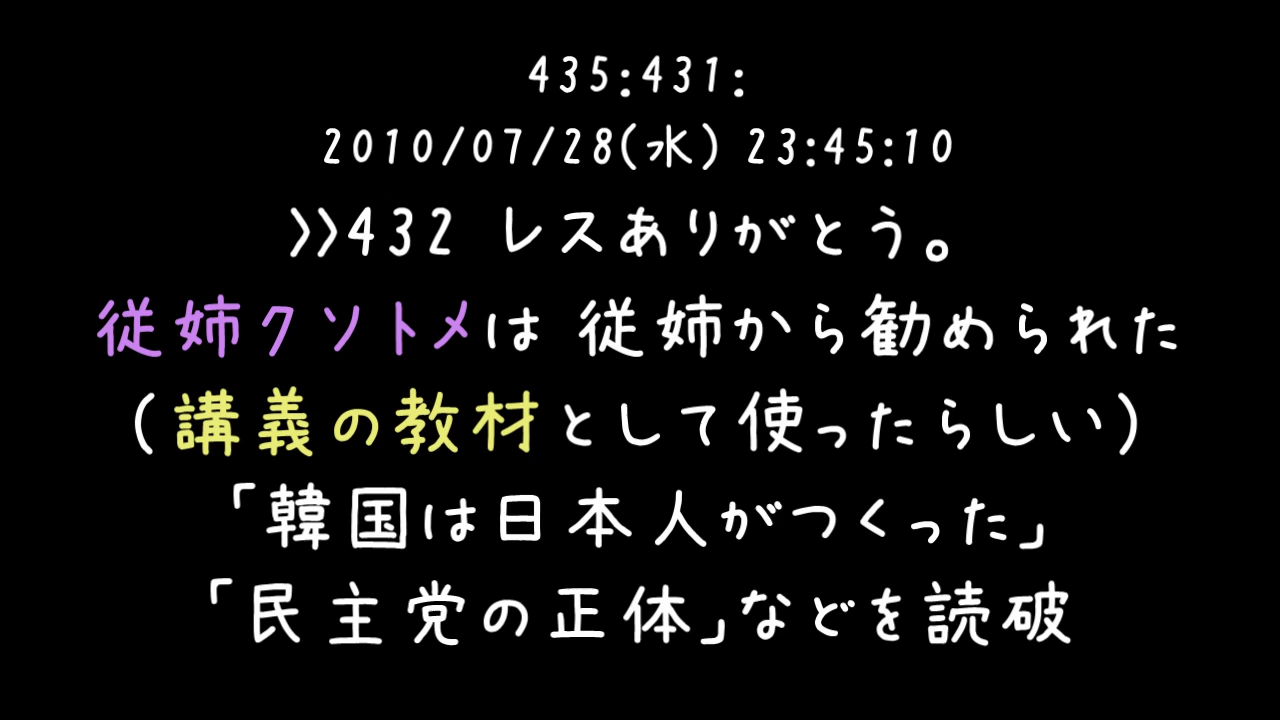 435:431:
2010/07/28(水) 23:45:10
>>432 レスありがとう。
従姉クソトメは 従姉から勧められた
(講義の教材として使ったらしい)
「韓国は日本人がつくった」
「民主党の正体」などを読破